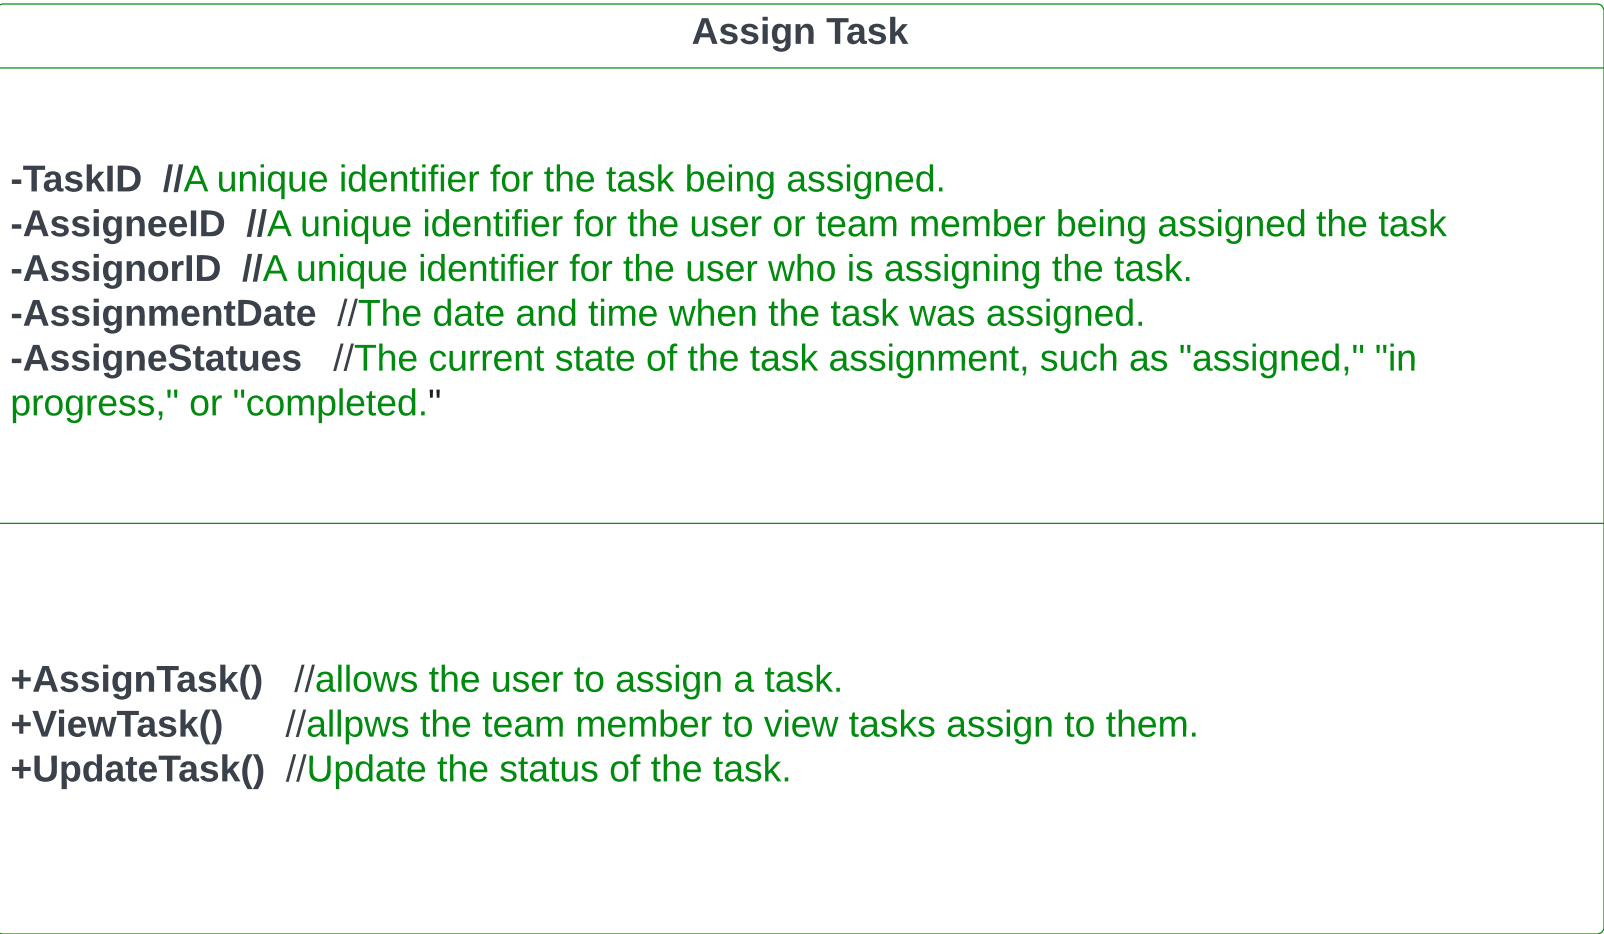 Assign Task
-TaskID  //A unique identifier for the task being assigned.
-AssigneeID  //A unique identifier for the user or team member being assigned the task
-AssignorID  //A unique identifier for the user who is assigning the task.
-AssignmentDate  //The date and time when the task was assigned.
-AssigneStatues   //The current state of the task assignment, such as "assigned," "in
progress," or "completed."
+AssignTask()   //allows the user to assign a task.
+ViewTask()      //allpws the team member to view tasks assign to them.
+UpdateTask()  //Update the status of the task.